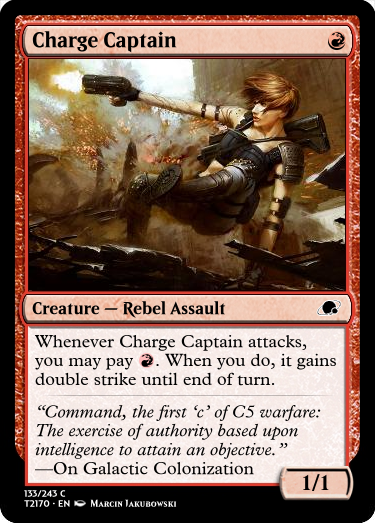 Charge Captain
Creature — Rebel Assault
Whenever Charge Captain attacks,
you may pay . When you do, it gains
double strike until end of turn.
“Command, the first ‘c’ of C5 warfare:
The exercise of authority based upon
intelligence to attain an objective.”
—On Galactic Colonization
1/1
133/243 C
T2170 • EN Marcin Jakubowski